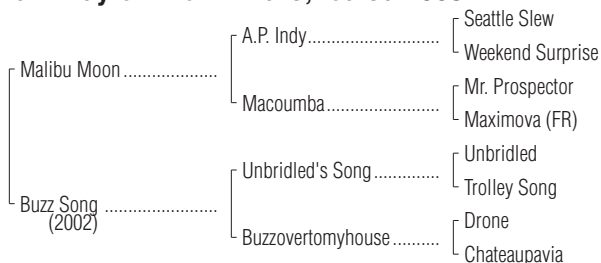 Seattle Slew
A.P. Indy
Weekend Surprise
Malibu Moon
Mr. Prospector
Macoumba
Maximova (FR)
Unbridled
Unbridled's Song
Trolley Song
Buzz Song
(2002)
Drone
Buzzovertomyhouse
Chateaupavia